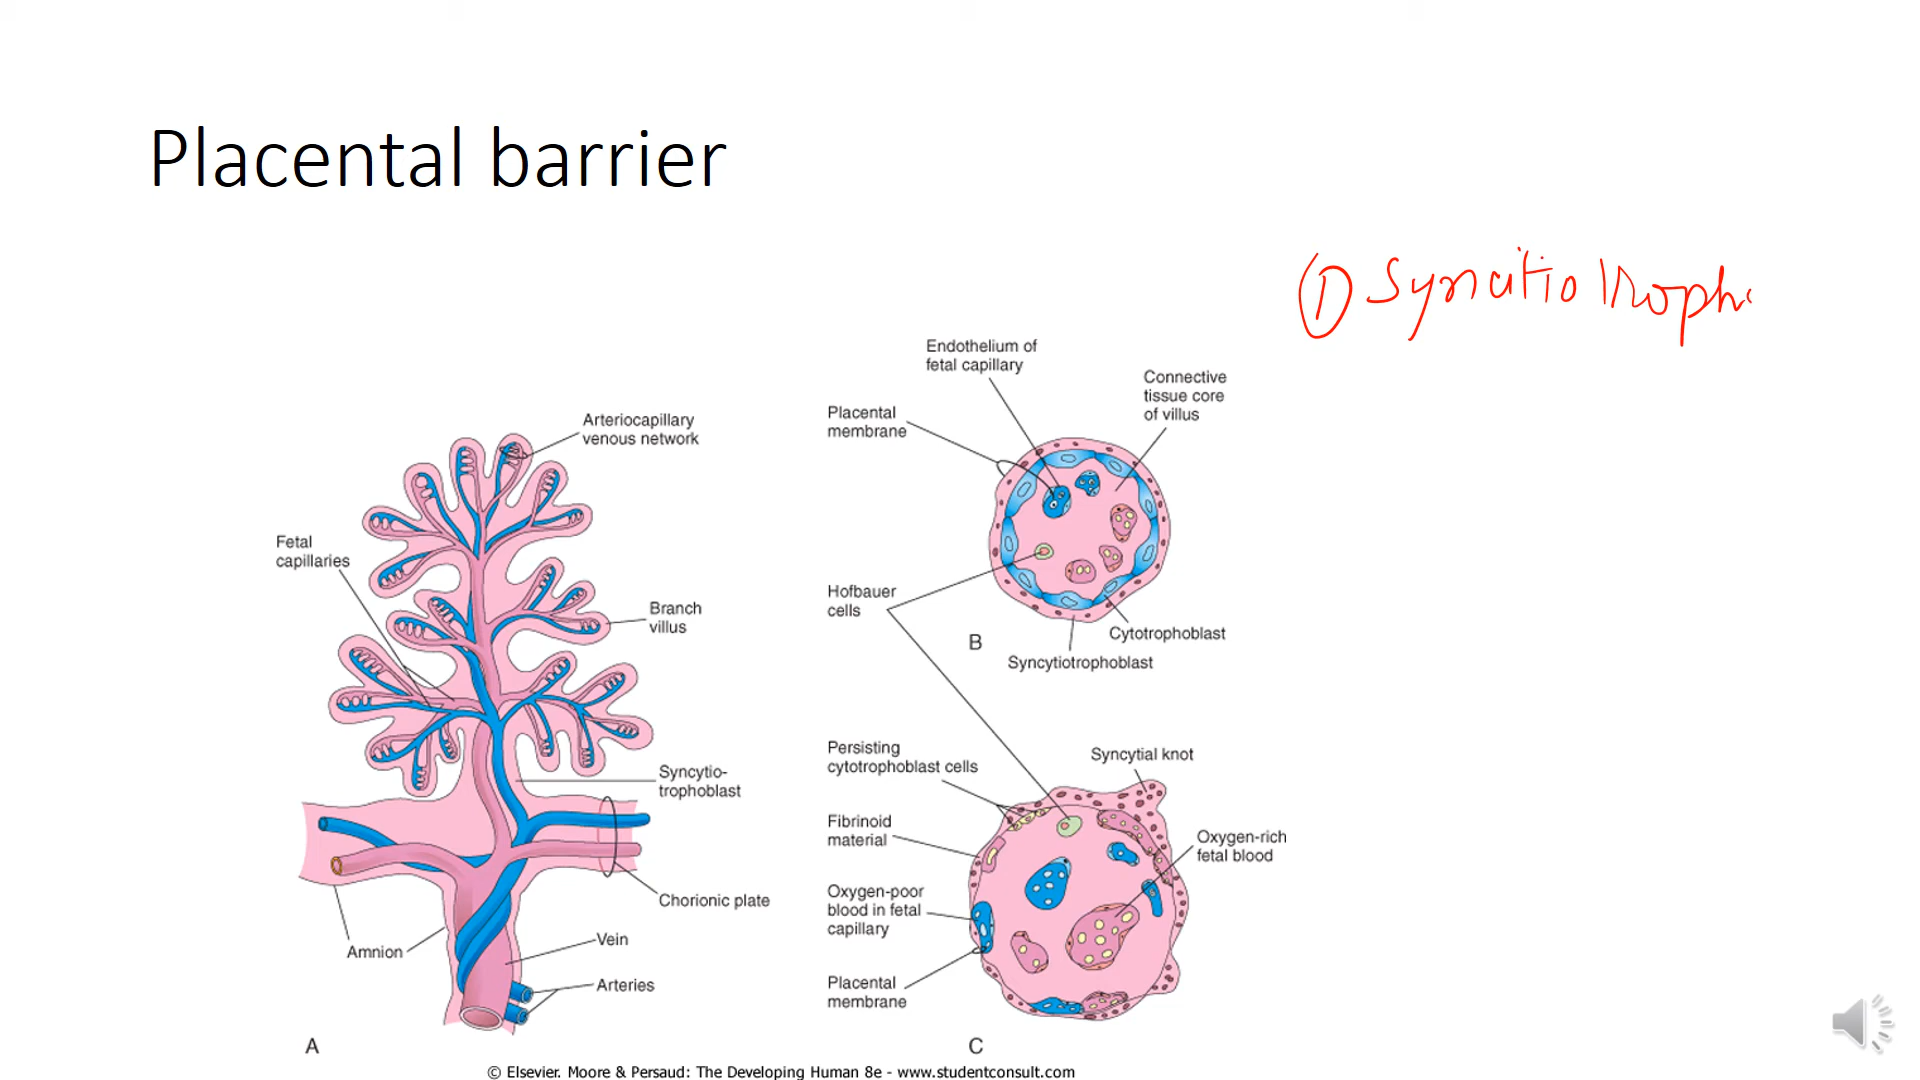 Placental barrier
① Syncitio tropho
Endothelium of
fetal capillary
Connective
tissue core
of villus
Placental
membrane
Arteriocapillary
venous network
Fetal
capillaries
Branch
villus
Hofbauer
cells
Cytotrophoblast
B
Syncytiotrophoblast
Persisting
cytotrophoblast cells
Syncytial knot
Syncytio-
trophoblast
Fibrinoid
material
Oxygen-rich
fetal blood
Oxygen-poor
blood in fetal
capillary
Chorionic plate
Amnion
Vein
Arteries
Placental
membrane
A
C
© Elsevier. Moore & Persaud: The Developing Human 8e - www.studentconsult.com